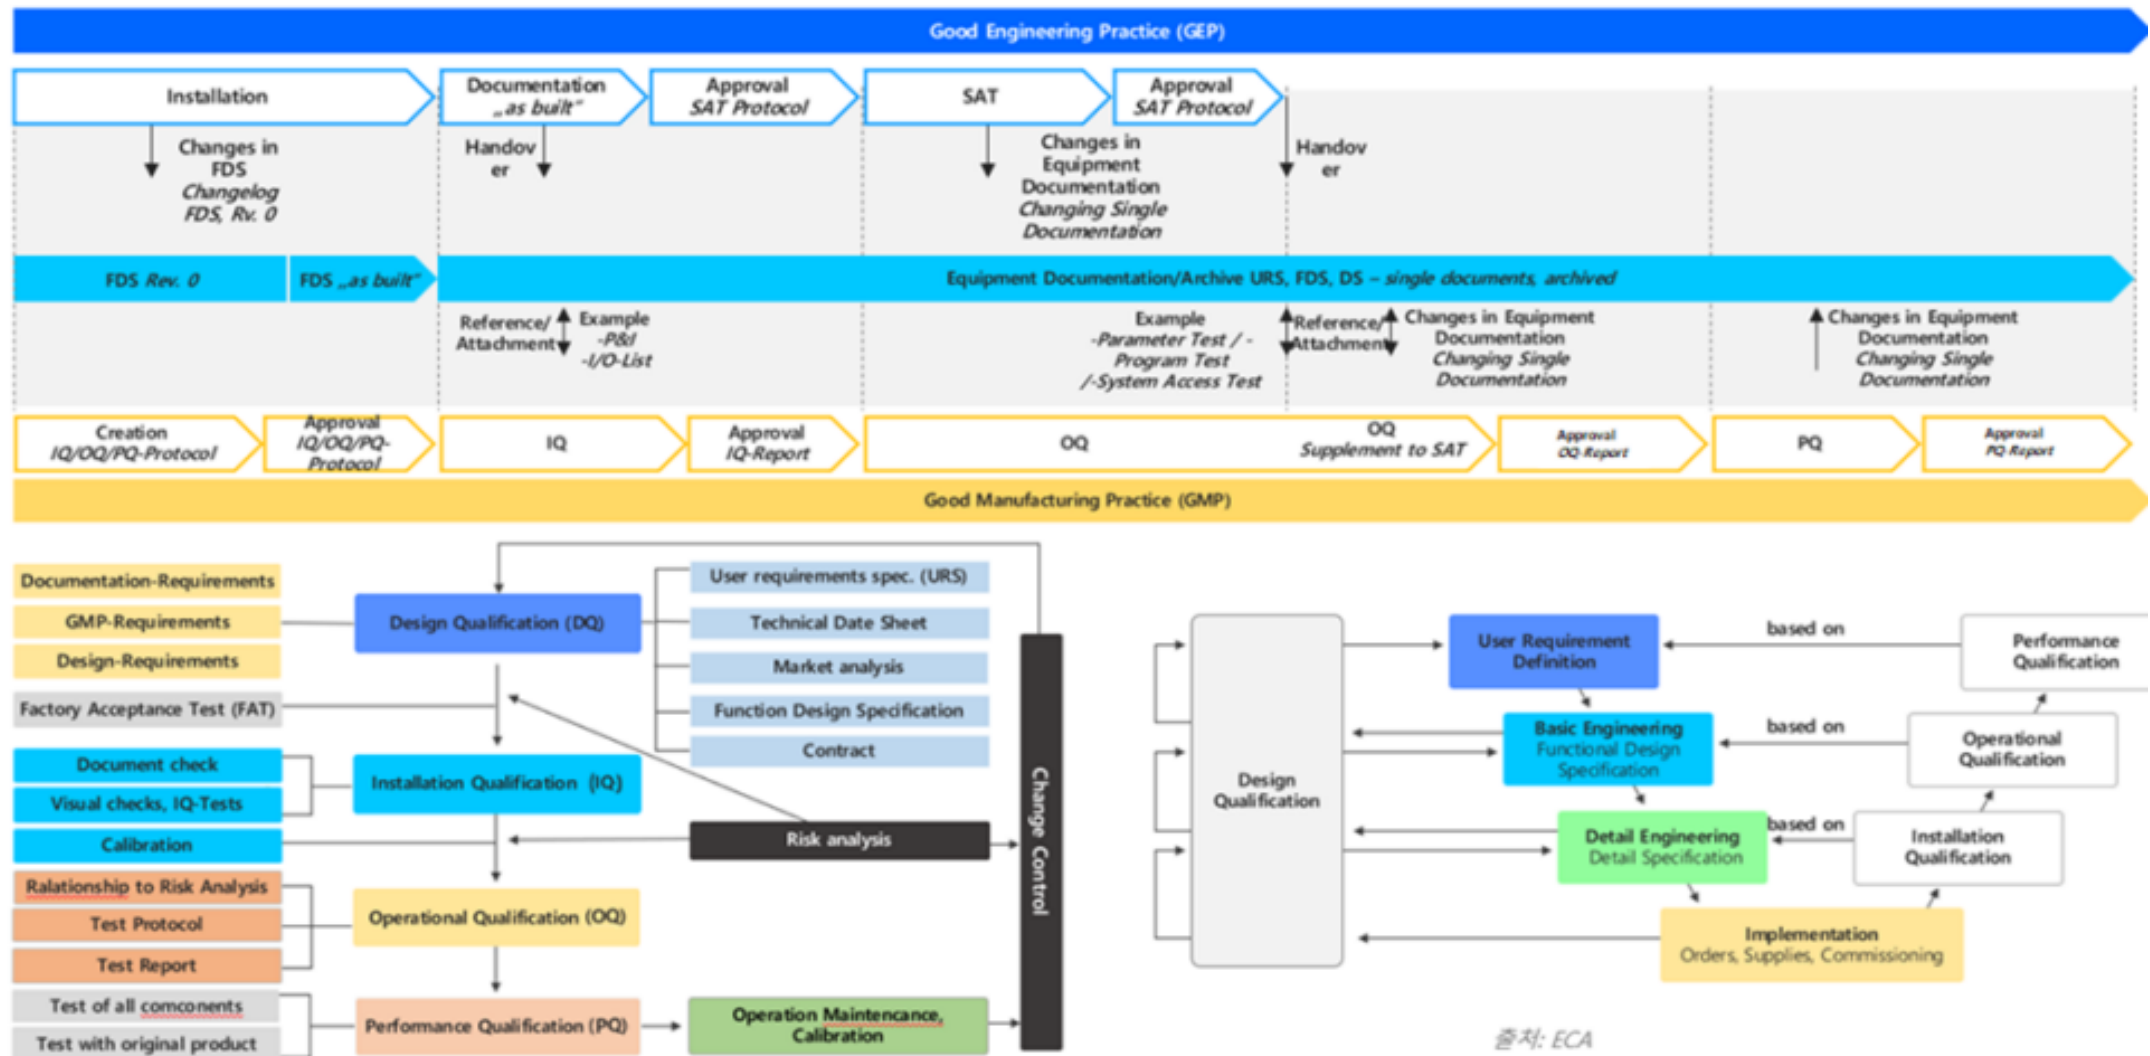 Good Engineering Practice (GEP)
Installation
Documentation
„as built"
Approval
SAT Protocol
SAT
Approval
SAT Protocol
Changes in
FDS
Changelog
FDS, Rv. 0
Handov
er
Changes in
Equipment
Documentation
Changing Single
Documentation
Handov
er
FDS Rev. 0
FDS „as built"
Equipment Documentation/Archive URS, FDS, DS – single documents, archived
Reference/
Attachment
Example
-P&I
-I/O-List
Example
-Parameter Test / -
Program Test
/-System Access Test
Reference/
Attachment
Changes in Equipment
Documentation
Changing Single
Documentation
Changes in Equipment
Documentation
Changing Single
Documentation
Creation
IQ/OQ/PQ-Protocol
Approval
IQ/OQ/PQ-
Protocol
IQ
Approval
IQ-Report
OQ
OQ
Supplement to SAT
Approval
OQ-Report
PQ
Approval
PQ-Report
Good Manufacturing Practice (GMP)
Documentation-Requirements
GMP-Requirements
Design-Requirements
Factory Acceptance Test (FAT)
Document check
Visual checks, IQ-Tests
Calibration
Ralationship to Risk Analysis
Test Protocol
Test Report
Test of all comconents
Test with original product
Design Qualification (DQ)
Installation Qualification (IQ)
Operational Qualification (OQ)
Performance Qualification (PQ)
User requirements spec. (URS)
Technical Date Sheet
Market analysis
Function Design Specification
Contract
Risk analysis
Operation Maintencance,
Calibration
Change Control
Design
Qualification
User Requirement
Definition
based on
Performance
Qualification
Basic Engineering
Functional Design
Specification
based on
Operational
Qualification
Detail Engineering
Detail Specification
based on
Installation
Qualification
Implementation
Orders, Supplies, Commissioning
출처: ECA